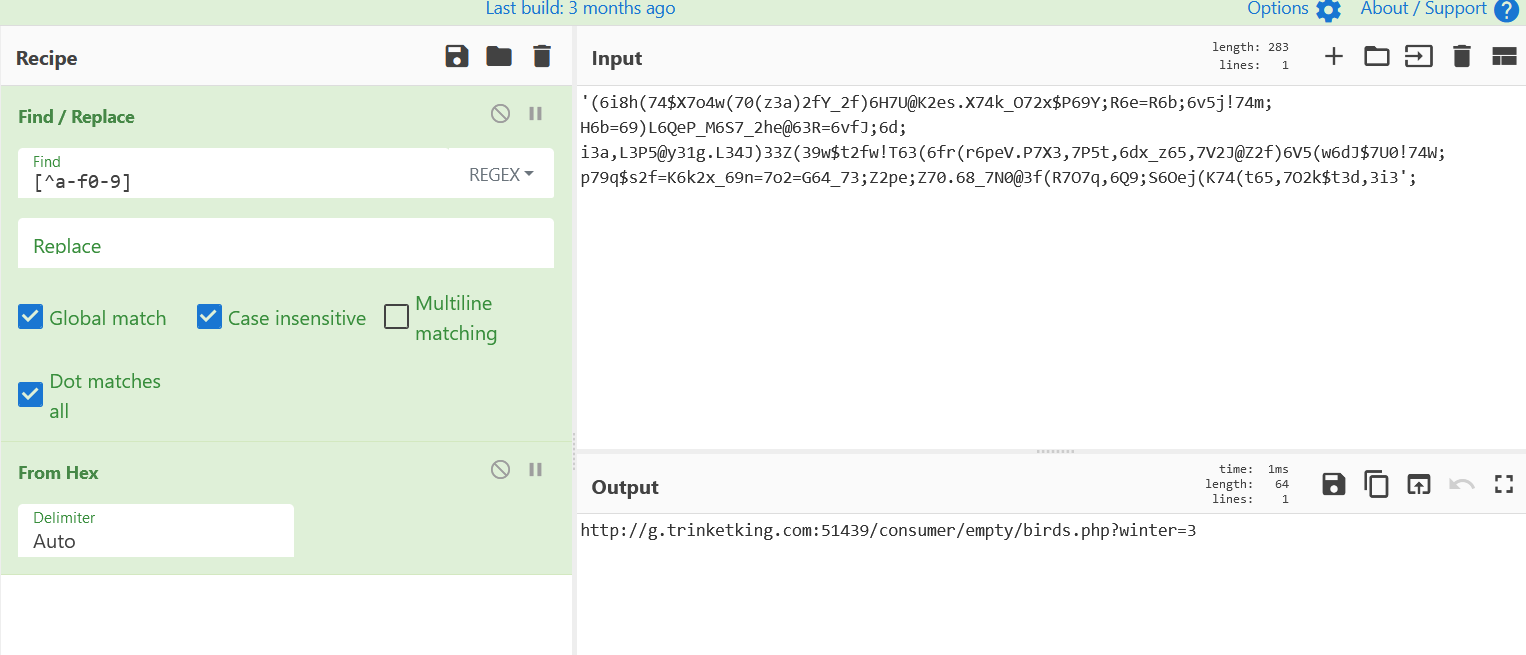 Last build: 3 months ago
Options
About / Support
Recipe
Find / Replace
Find
[^a-f0-9]
REGEX
Replace
Global match
Case insensitive
Multiline
matching
Dot matches
all
From Hex
Delimiter
Auto
Input
length: 283
lines: 1
'(6i8h(74$X7o4w(70(z3a)2fY_2f)6H7U@K2es.X74k_O72x$P69Y;R6e=R6b;6v5j!74m;
H6b=69)L6QeP_M6S7_2he@63R=6vfJ;6d;
i3a,L3P5@y31g.L34J)33Z(39w$t2fw!T63(6fr(r6peV.P7X3,7P5t,6dx_z65,7V2J@Z2f)6V5(w6dJ$7U0!74W;
p79q$s2f=K6k2x_69n=7o2=G64_73;Z2pe;Z70.68_7N0@3f(R7O7q,6Q9;S6Oej(K74(t65,7O2k$t3d,3i3';
Output
time: 1ms
length: 64
lines: 1
http://g.trinketking.com:51439/consumer/empty/birds.php?winter=3